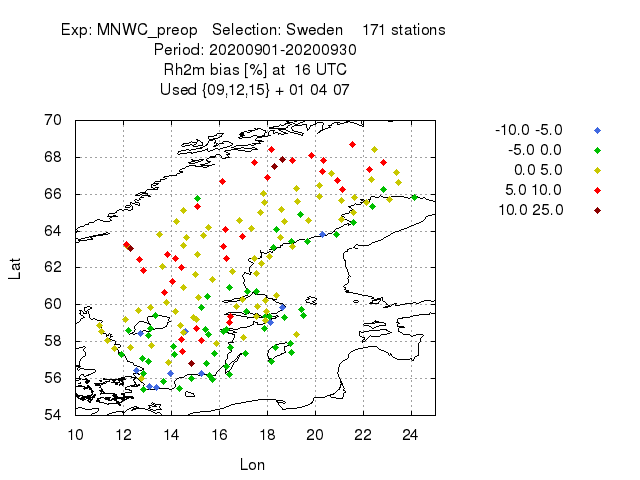 Exp: MNWC_preop Selection: Sweden 171 stations
Period: 20200901-20200930
Rh2m bias [%] at 16 UTC
Used {09,12,15} + 01 04 07
-10.0 -5.0
-5.0 0.0
0.0 5.0
5.0 10.0
10.0 25.0
70
68
66
64
62
60
58
56
54
Lat
10 12 14 16 18 20 22 24
Lon